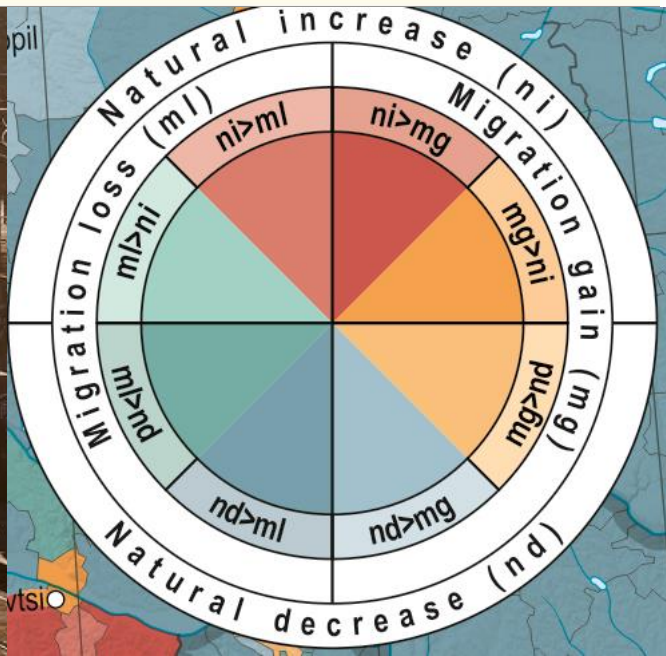 opil
Natural increase (ni)
Migration loss (ml)
Migration gain (mg)
ni>ml
ni>mg
ml>ni
mg>ni
ml>nd
mg>nd
nd>ml
nd>mg
Natural decrease (nd)
vtsi